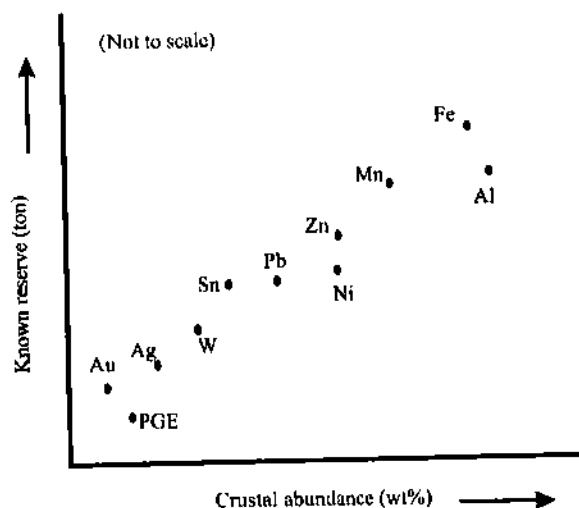 (Not to scale)
Fe
Mn
Al
Zn
Pb
Sn
Ni
W
Ag
Au
PGE
Known reserve (ton)
Crustal abundance (wt%)